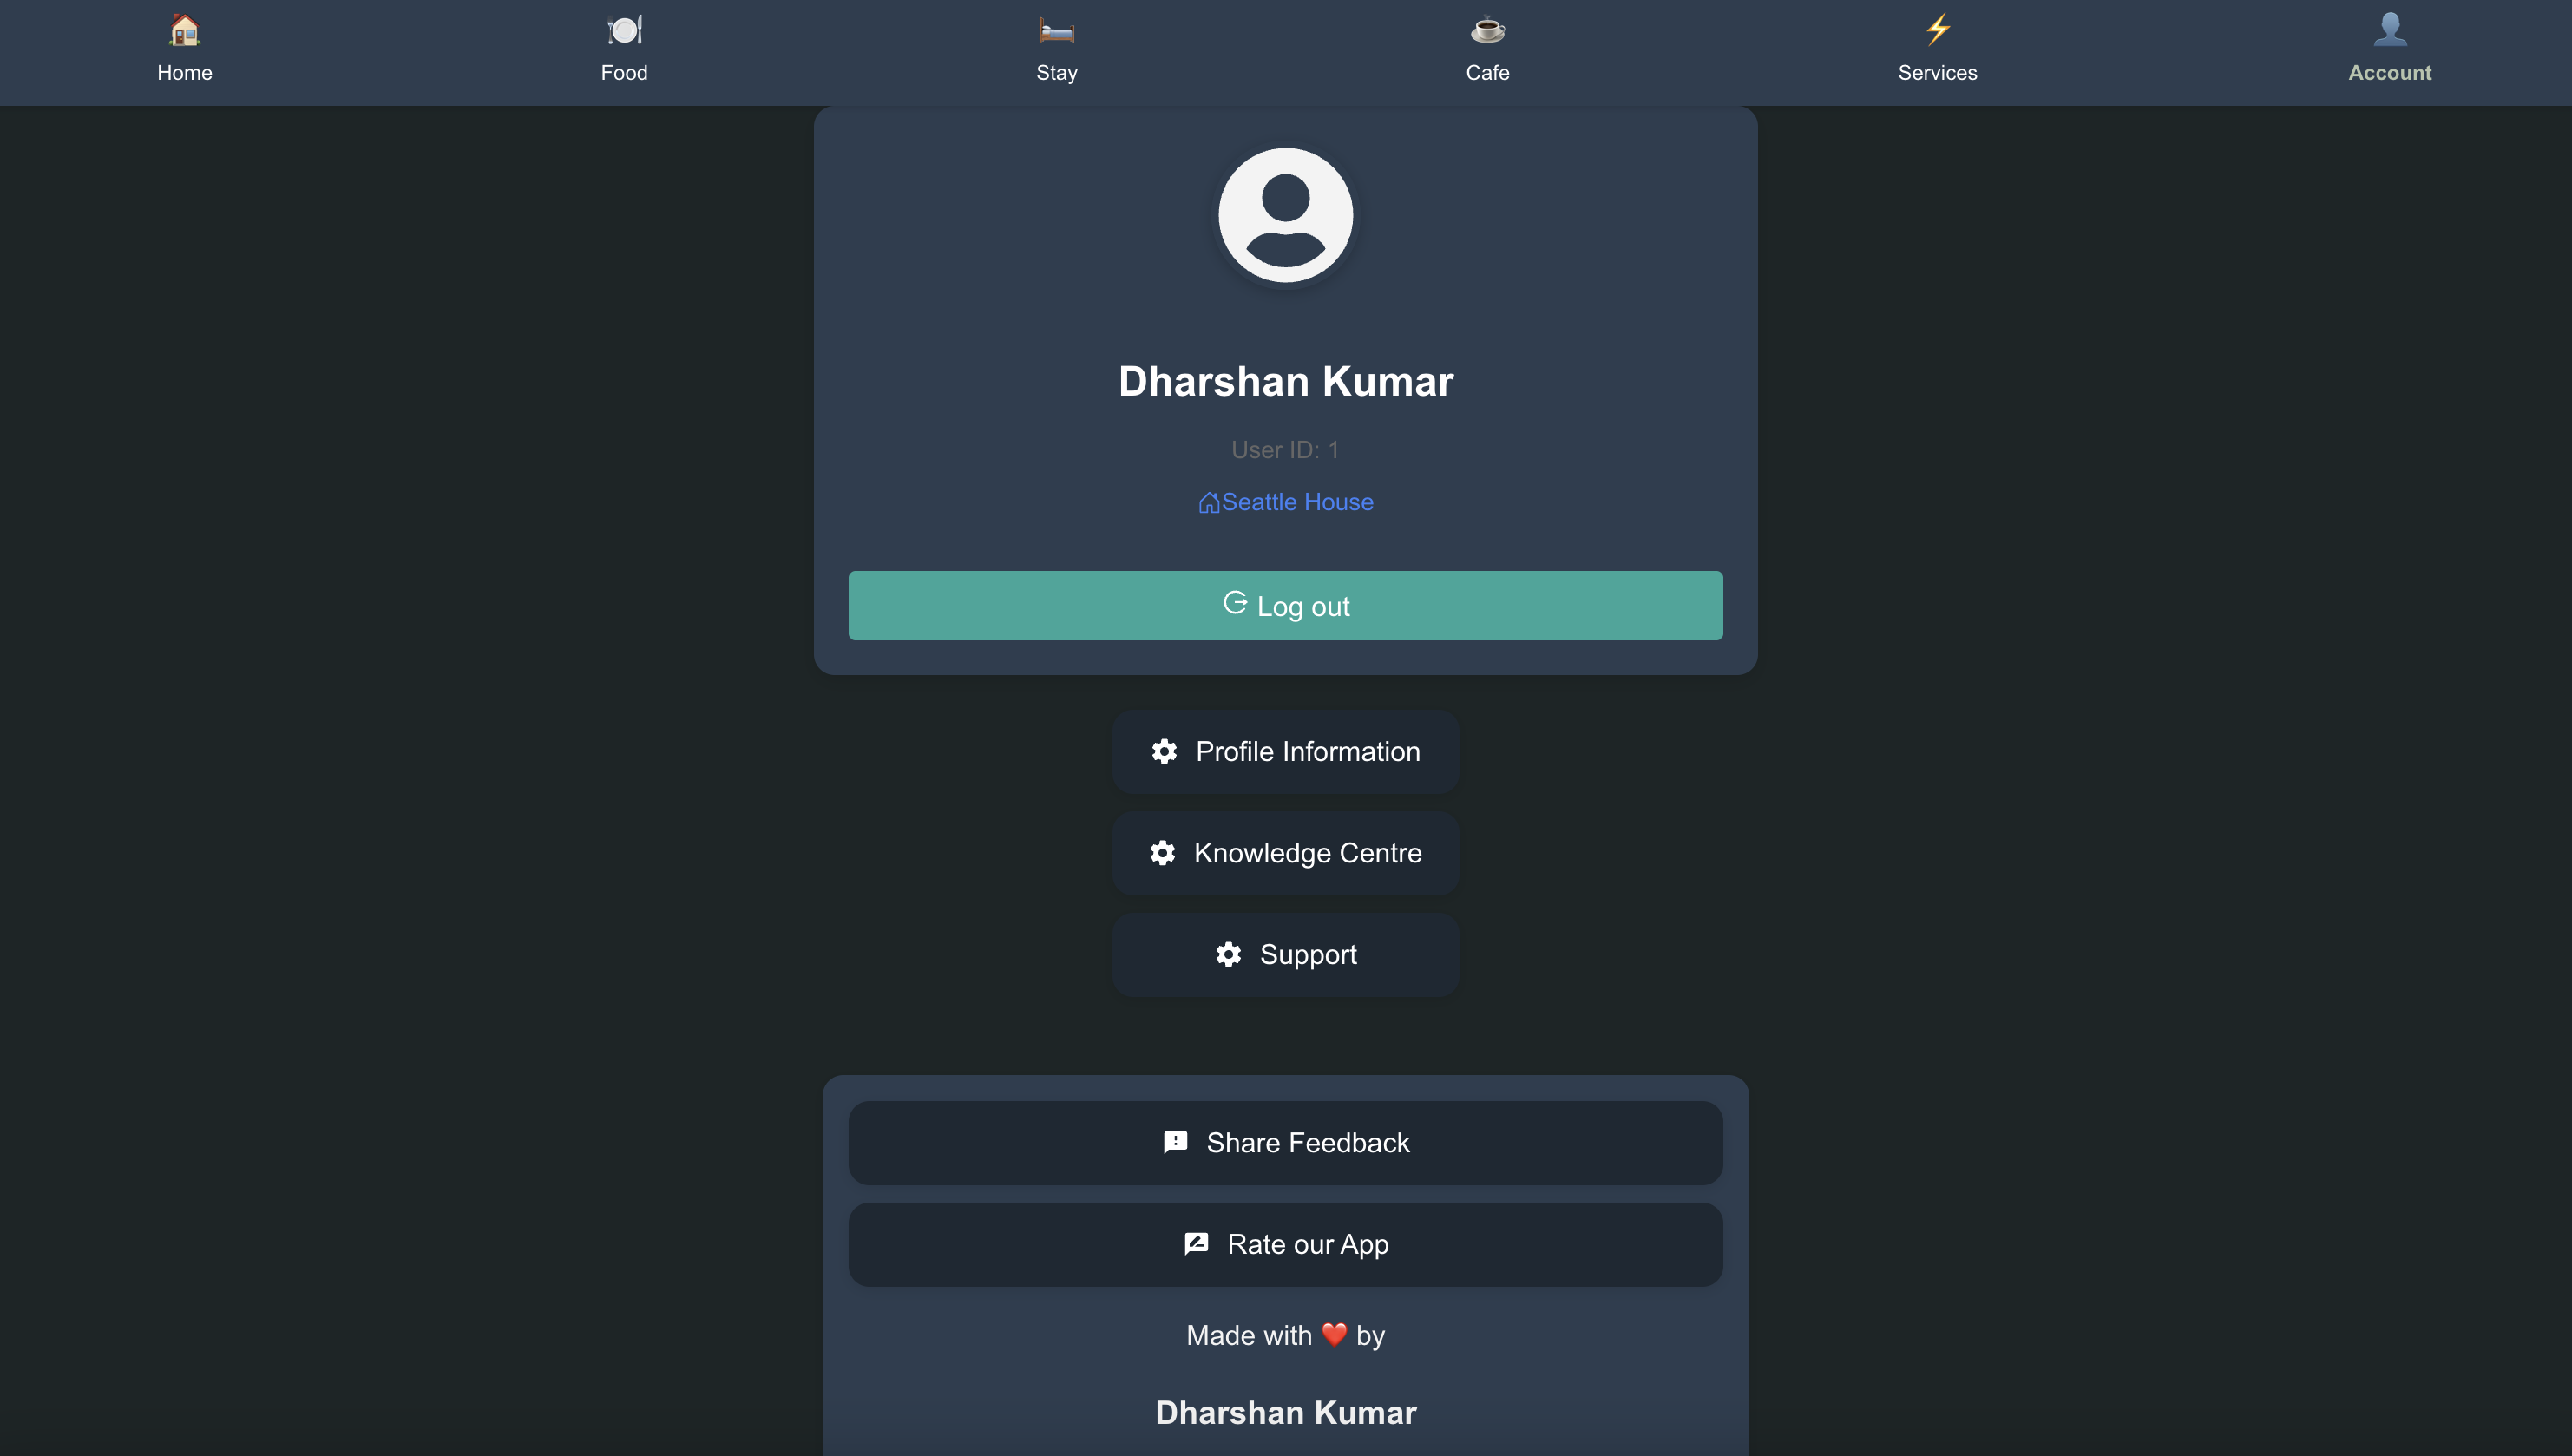 Home
Food
Stay
Cafe
Services
Account
Dharshan Kumar
User ID: 1
Seattle House
Log out
Profile Information
Knowledge Centre
Support
Share Feedback
Rate our App
Made with ❤️ by
Dharshan Kumar